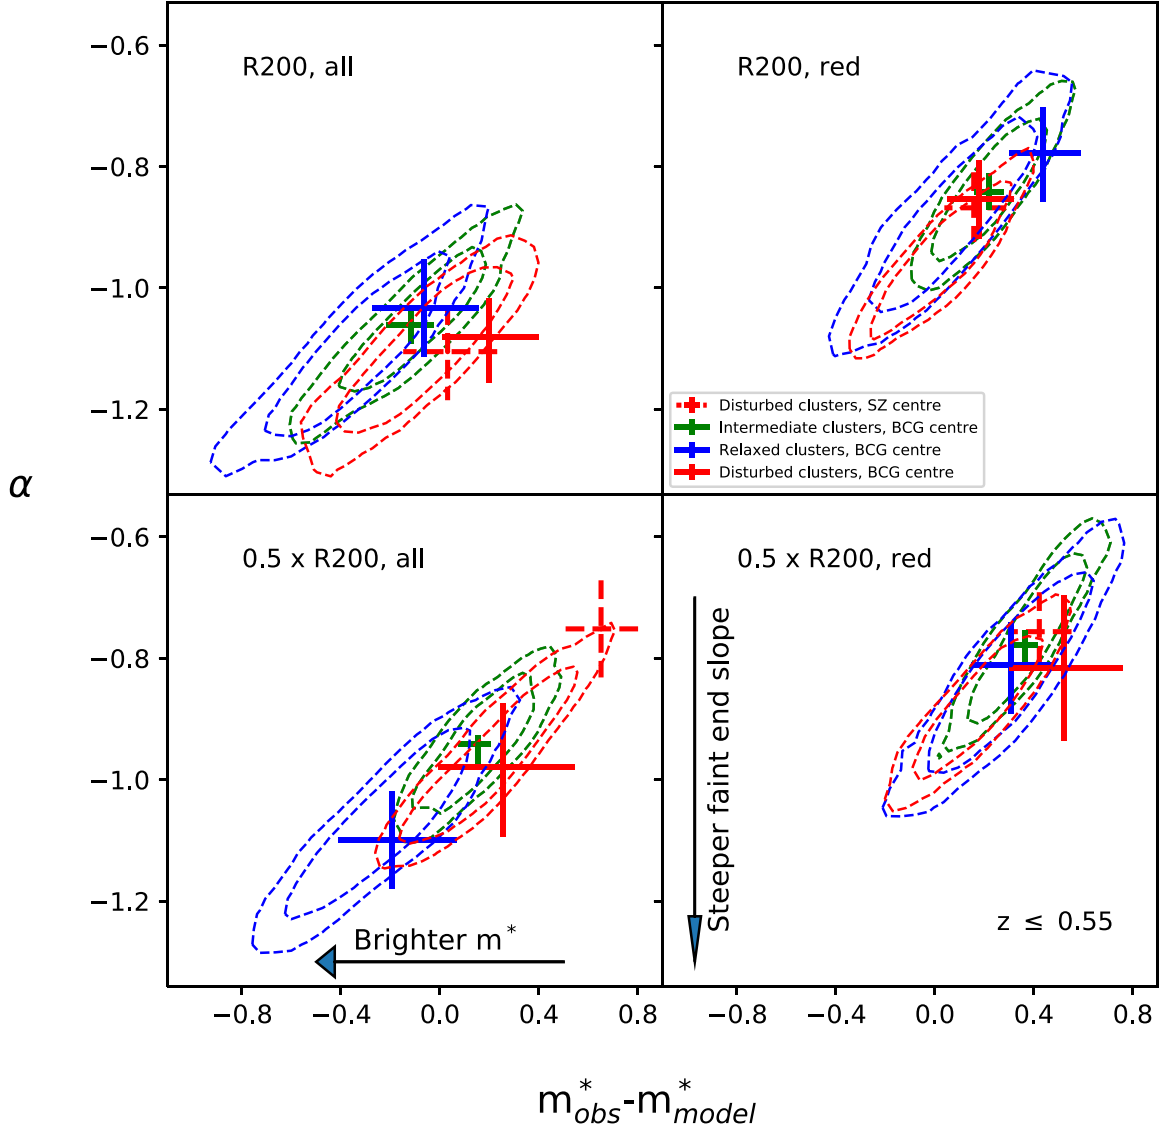 R200, all
R200, red
−0.6
−0.8
−1.0
−1.2
Disturbed clusters, SZ centre
Intermediate clusters, BCG centre
Relaxed clusters, BCG centre
Disturbed clusters, BCG centre
α
0.5 x R200, all
0.5 x R200, red
−0.6
−0.8
−1.0
−1.2
Steeper faint end slope
Brighter m*
z ≤ 0.55
−0.8 −0.4 0.0 0.4 0.8
−0.8 −0.4 0.0 0.4 0.8
m*obs-m*model